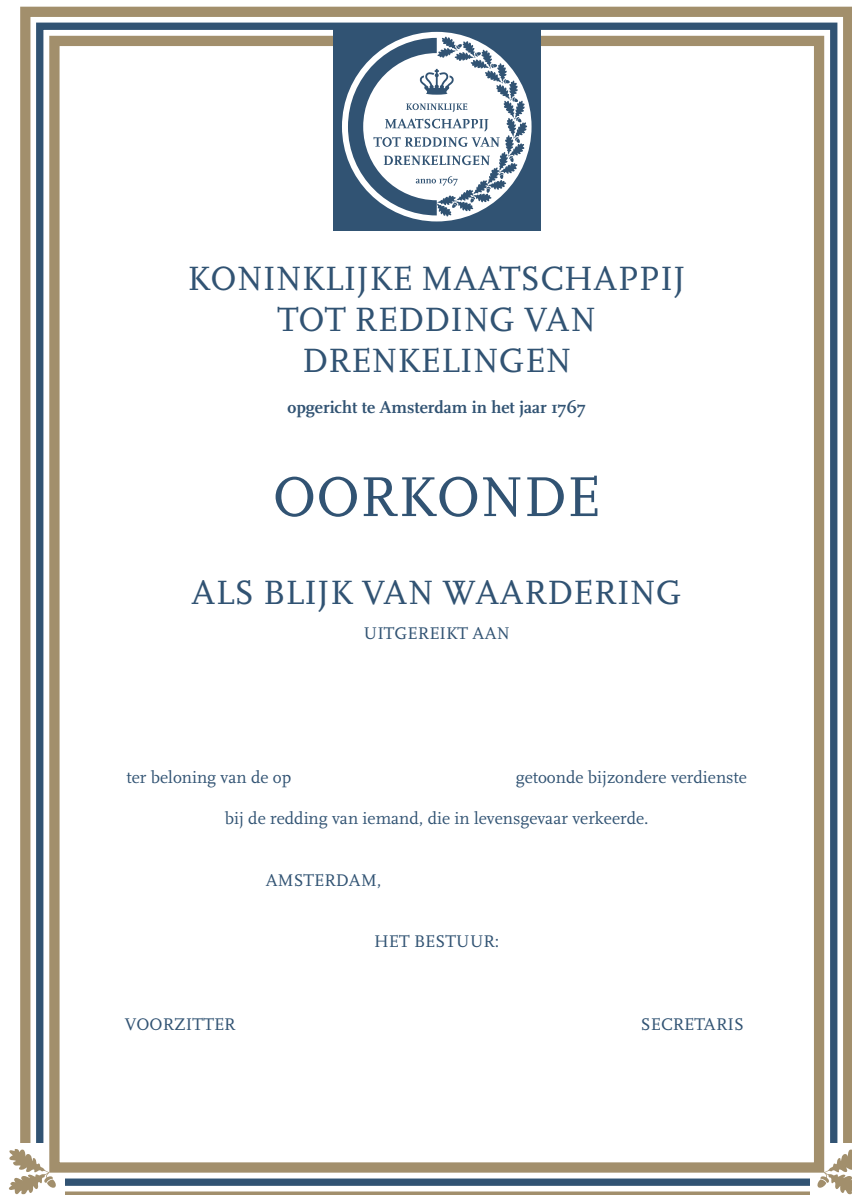 KONINKLIJKE
MAATSCHAPPIJ
TOT REDDING VAN
DRENKELINGEN
anno 1767
KONINKLIJKE MAATSCHAPPIJ
TOT REDDING VAN
DRENKELINGEN
opgericht te Amsterdam in het jaar 1767
OORKONDE
ALS BLIJK VAN WAARDERING
UITGEREIKT AAN
ter beloning van de op getoonde bijzondere verdienste
bij de redding van iemand, die in levensgevaar verkeerde.
AMSTERDAM,
HET BESTUUR:
VOORZITTER SECRETARIS